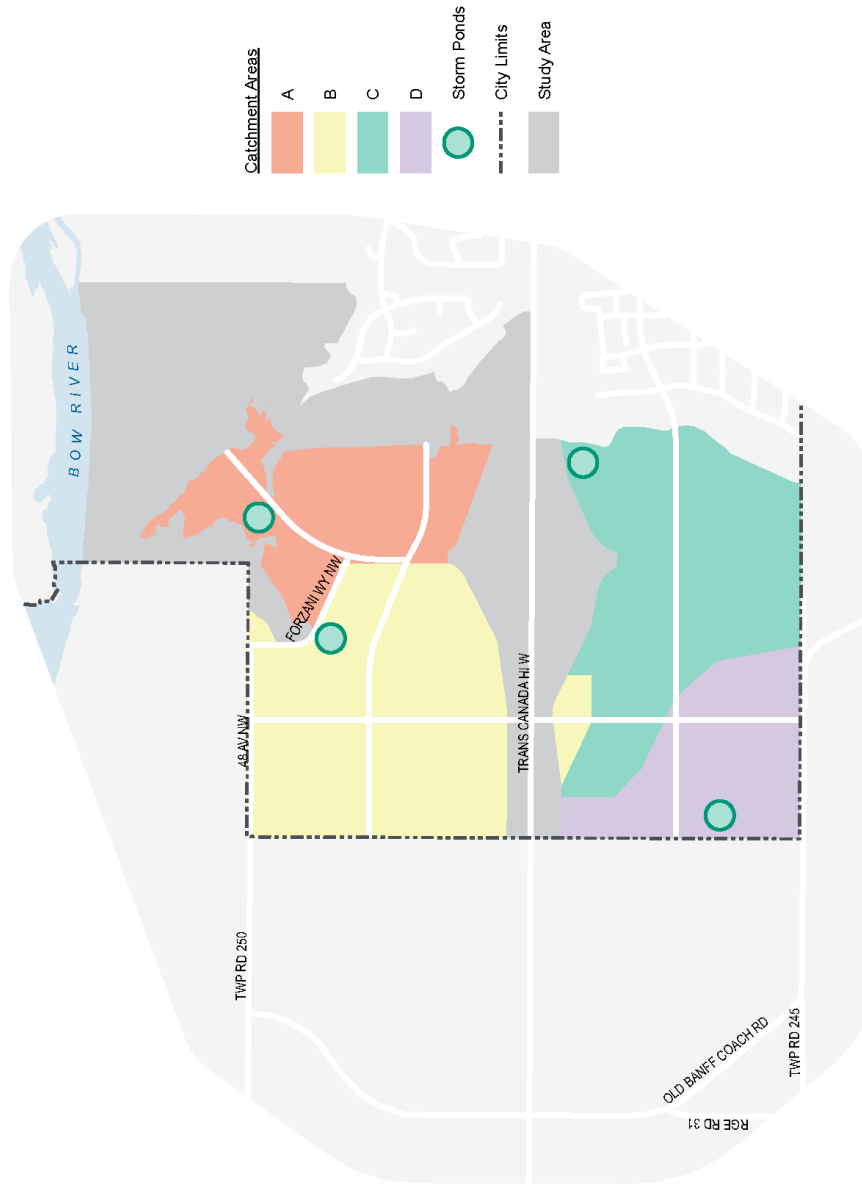 Catchment Areas
A
B
C
D
Storm Ponds
City Limits
Study Area
BOW RIVER
FORZANI WY NW
48 AV NW
TRANS CANADA HI W
TWP RD 250
OLD BANFF COACH RD
TWP RD 245
RGE RD 31